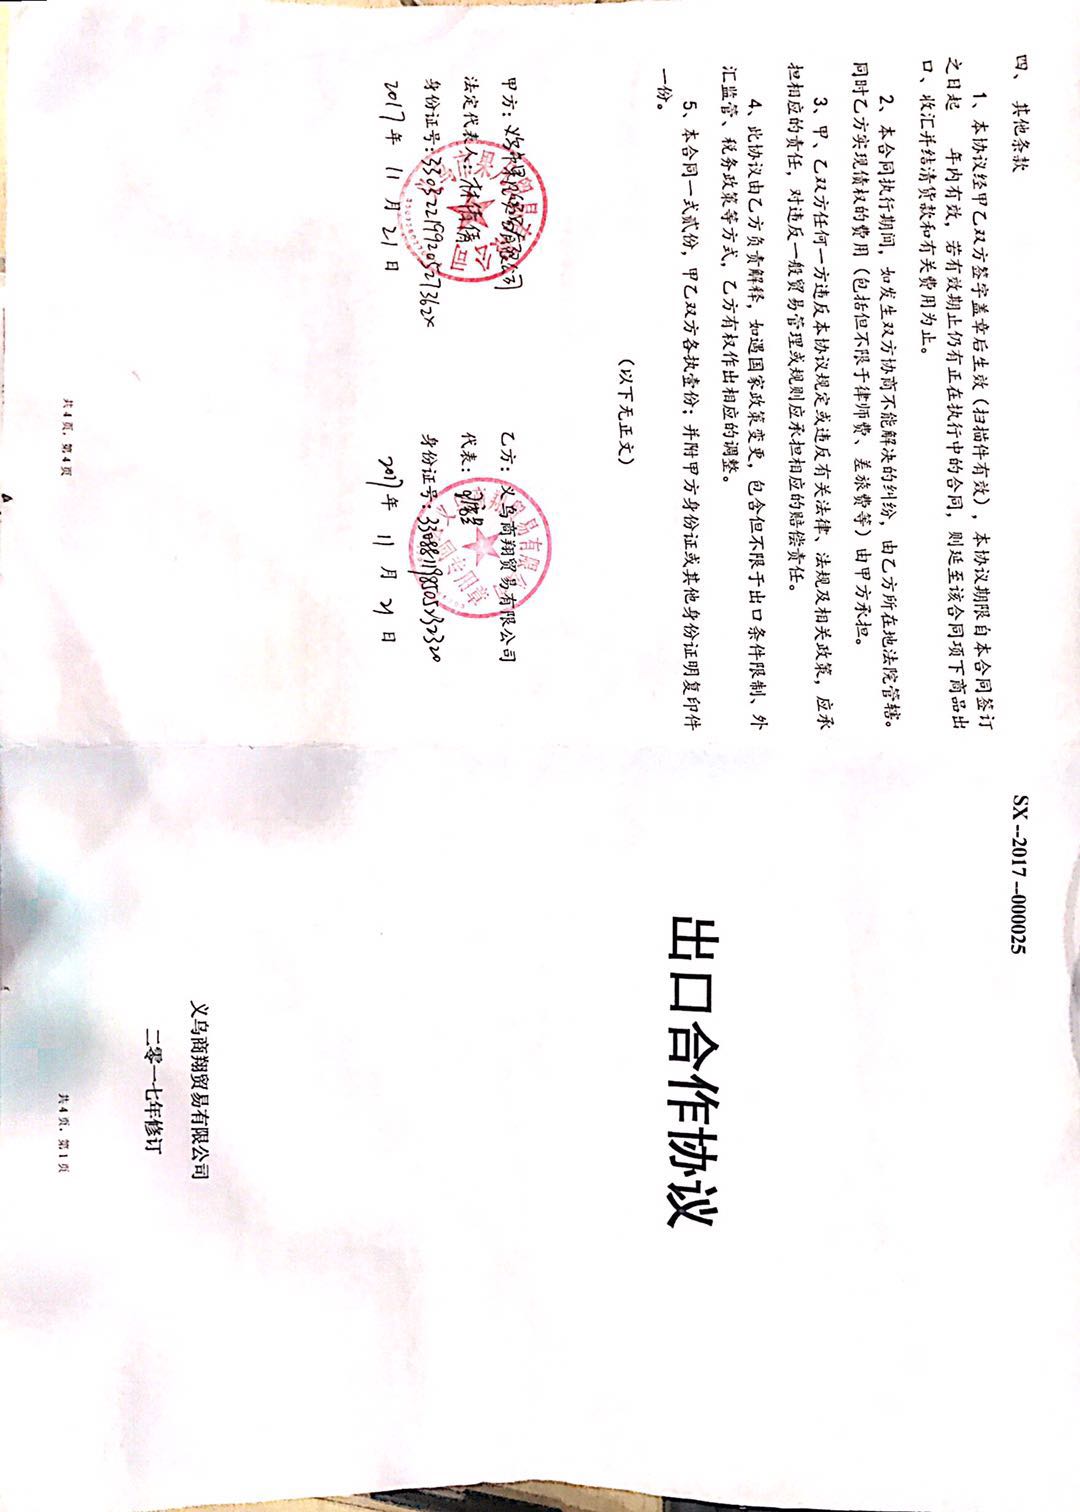 四、 其他条款
1、本协议经甲乙双方签字盖章后生效（扫描件有效），本协议期限自本合同签订
之日起 年内有效，若有效期止仍有正在执行中的合同，则延至该合同项下商品出
口、收汇并结清货款和有关费用为止。
2、本合同执行期间，如发生双方协商不能解决的纠纷，由乙方所在地法院管辖。
同时乙方实现债权的费用（包括但不限于律师费、差旅费等）由甲方承担。
3、甲、乙双方任何一方违反本协议规定或违反有关法律、法规及相关政策，应承
担相应的责任，对违反一般贸易管理或规则应承担相应的赔偿责任。
4、此协议由乙方负责解释，如遇国家政策变更，包含但不限于出口条件限制、外
汇监管、税务政策等方式，乙方有权作出相应的调整。
5、本合同一式贰份，甲乙双方各执壹份；并附甲方身份证或其他身份证明复印件
一份。
（以下无正文）
甲方：
法定代表人：林倩倩
身份证号：33032219920527362X
2017 年 11 月 21 日
乙方：义乌商翔贸易有限公司
代表：
身份证号：
2017 年 11 月 21 日
共 4 页，第 4 页
SX--2017--000025
出口合作协议
义乌商翔贸易有限公司
二零一七年修订
共 4 页，第 1 页